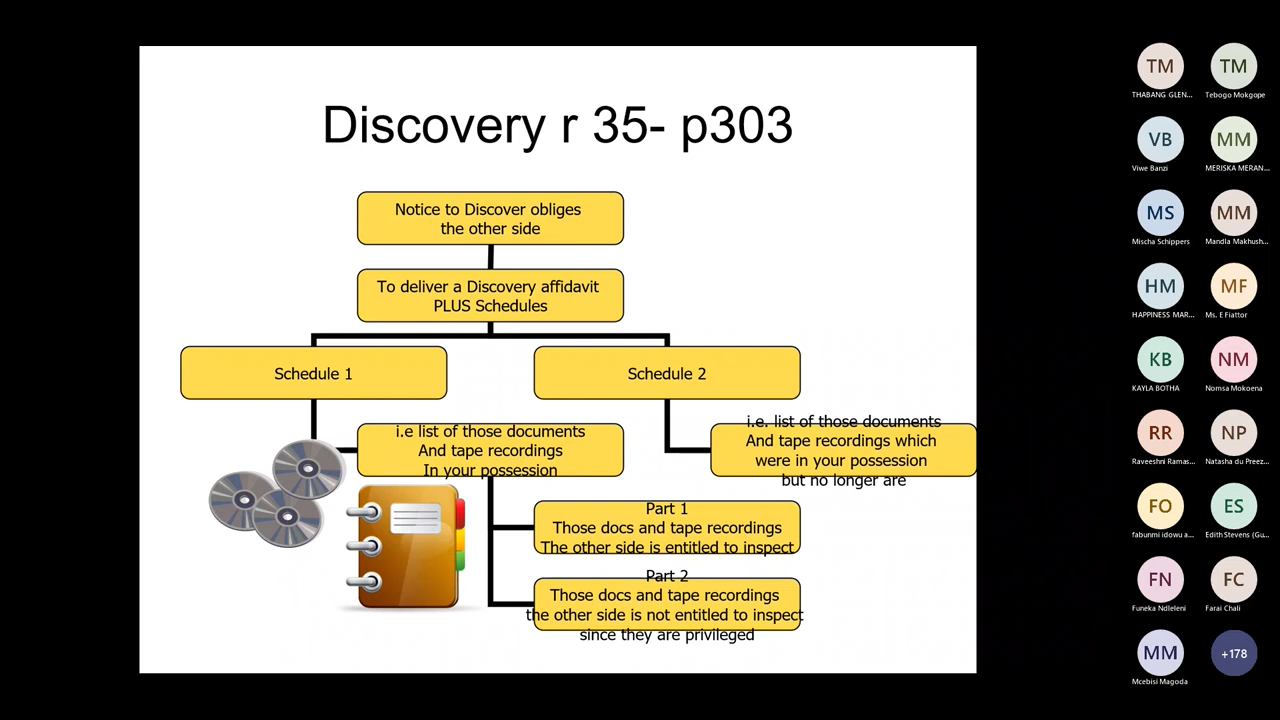 Discovery r 35- p303
Notice to Discover obliges
the other side
To deliver a Discovery affidavit
PLUS Schedules
Schedule 1
Schedule 2
i.e list of those documents
And tape recordings
In your possession
i.e. list of those documents
And tape recordings which
were in your possession
but no longer are
Part 1
Those docs and tape recordings
The other side is entitled to inspect
Part 2
Those docs and tape recordings
the other side is not entitled to inspect
since they are privileged
TM
THABANG GLEN...
TM
Tebogo Mokgope
VB
Viwe Banzi
MM
MERISKA MERAN...
MS
Mischa Schippers
MM
Mandla Makhush...
HM
HAPPINESS MAR...
MF
Ms. E Fiattor
KB
KAYLA BOTHA
NM
Nomsa Mokoena
RR
Raveeshni Ramas...
NP
Natasha du Preez...
FO
fabunmi idowu a...
ES
Edith Stevens (Gu...
FN
Funeka Ndleleni
FC
Farai Chali
MM
Mcebisi Magoda
+178